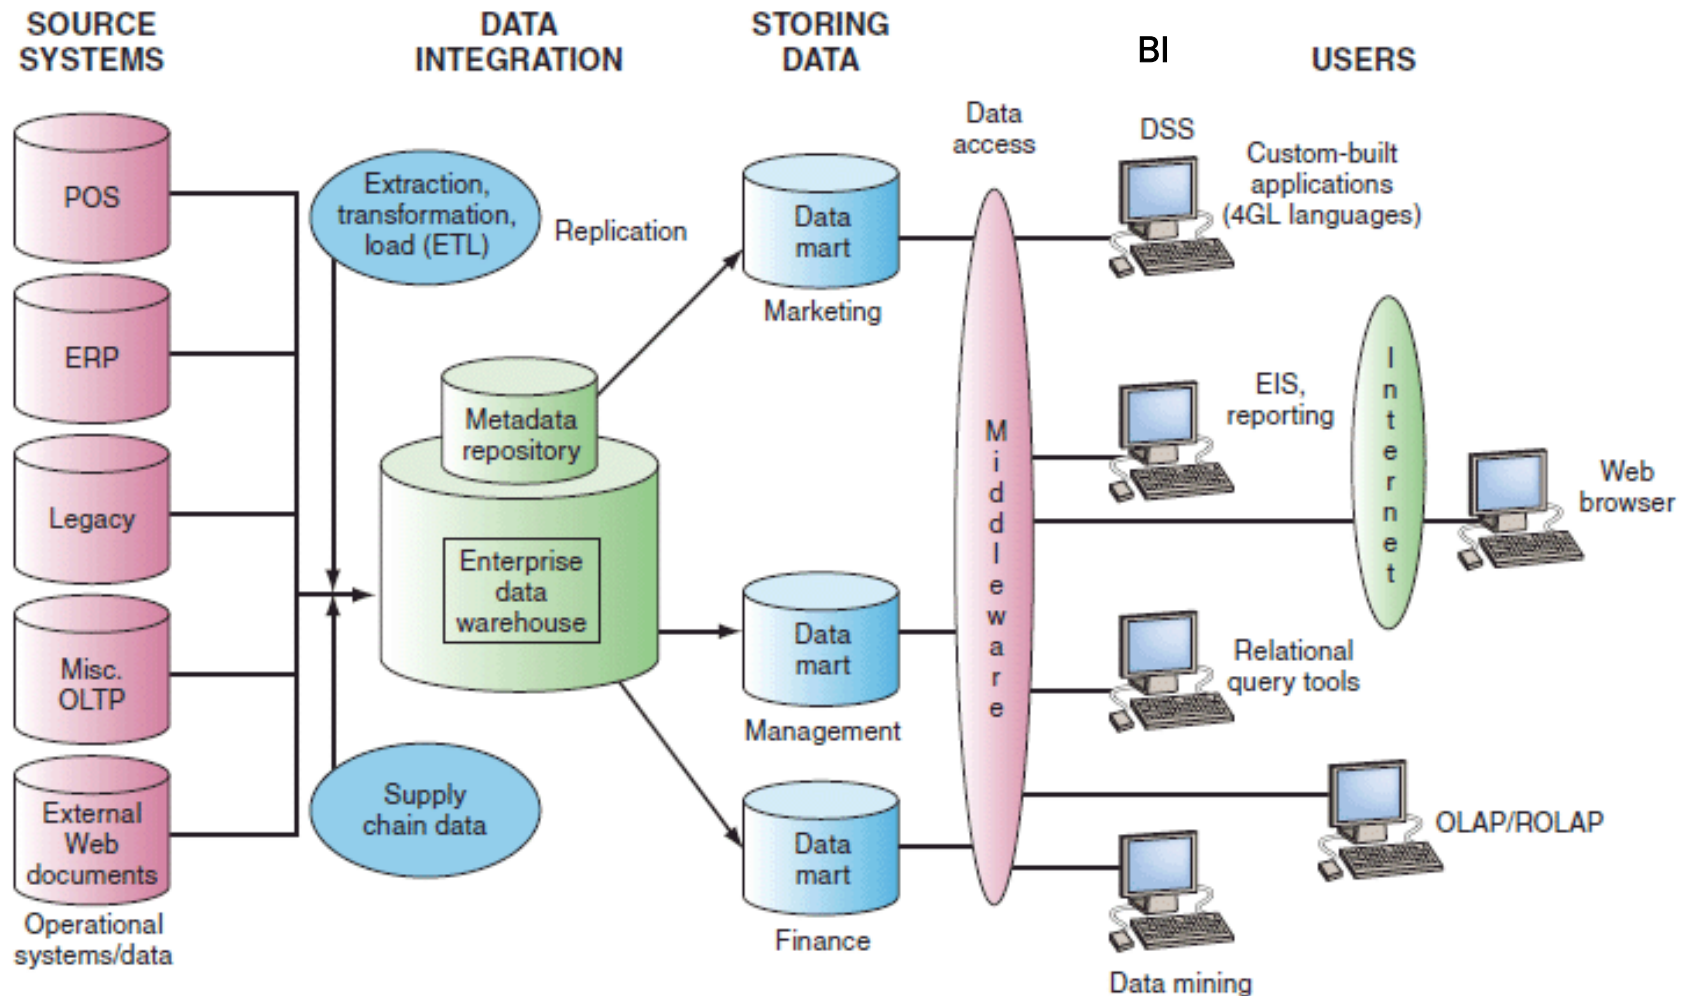 SOURCE
SYSTEMS
DATA
INTEGRATION
STORING
DATA
BI
USERS
POS
ERP
Legacy
Misc.
OLTP
External
Web
documents
Operational
systems/data
Extraction,
transformation,
load (ETL)
Replication
Metadata
repository
Enterprise
data
warehouse
Supply
chain data
Data
mart
Marketing
Data
mart
Management
Data
mart
Finance
Data
access
Middleware
DSS
Custom-built
applications
(4GL languages)
EIS,
reporting
Internet
Web
browser
Relational
query tools
OLAP/ROLAP
Data mining